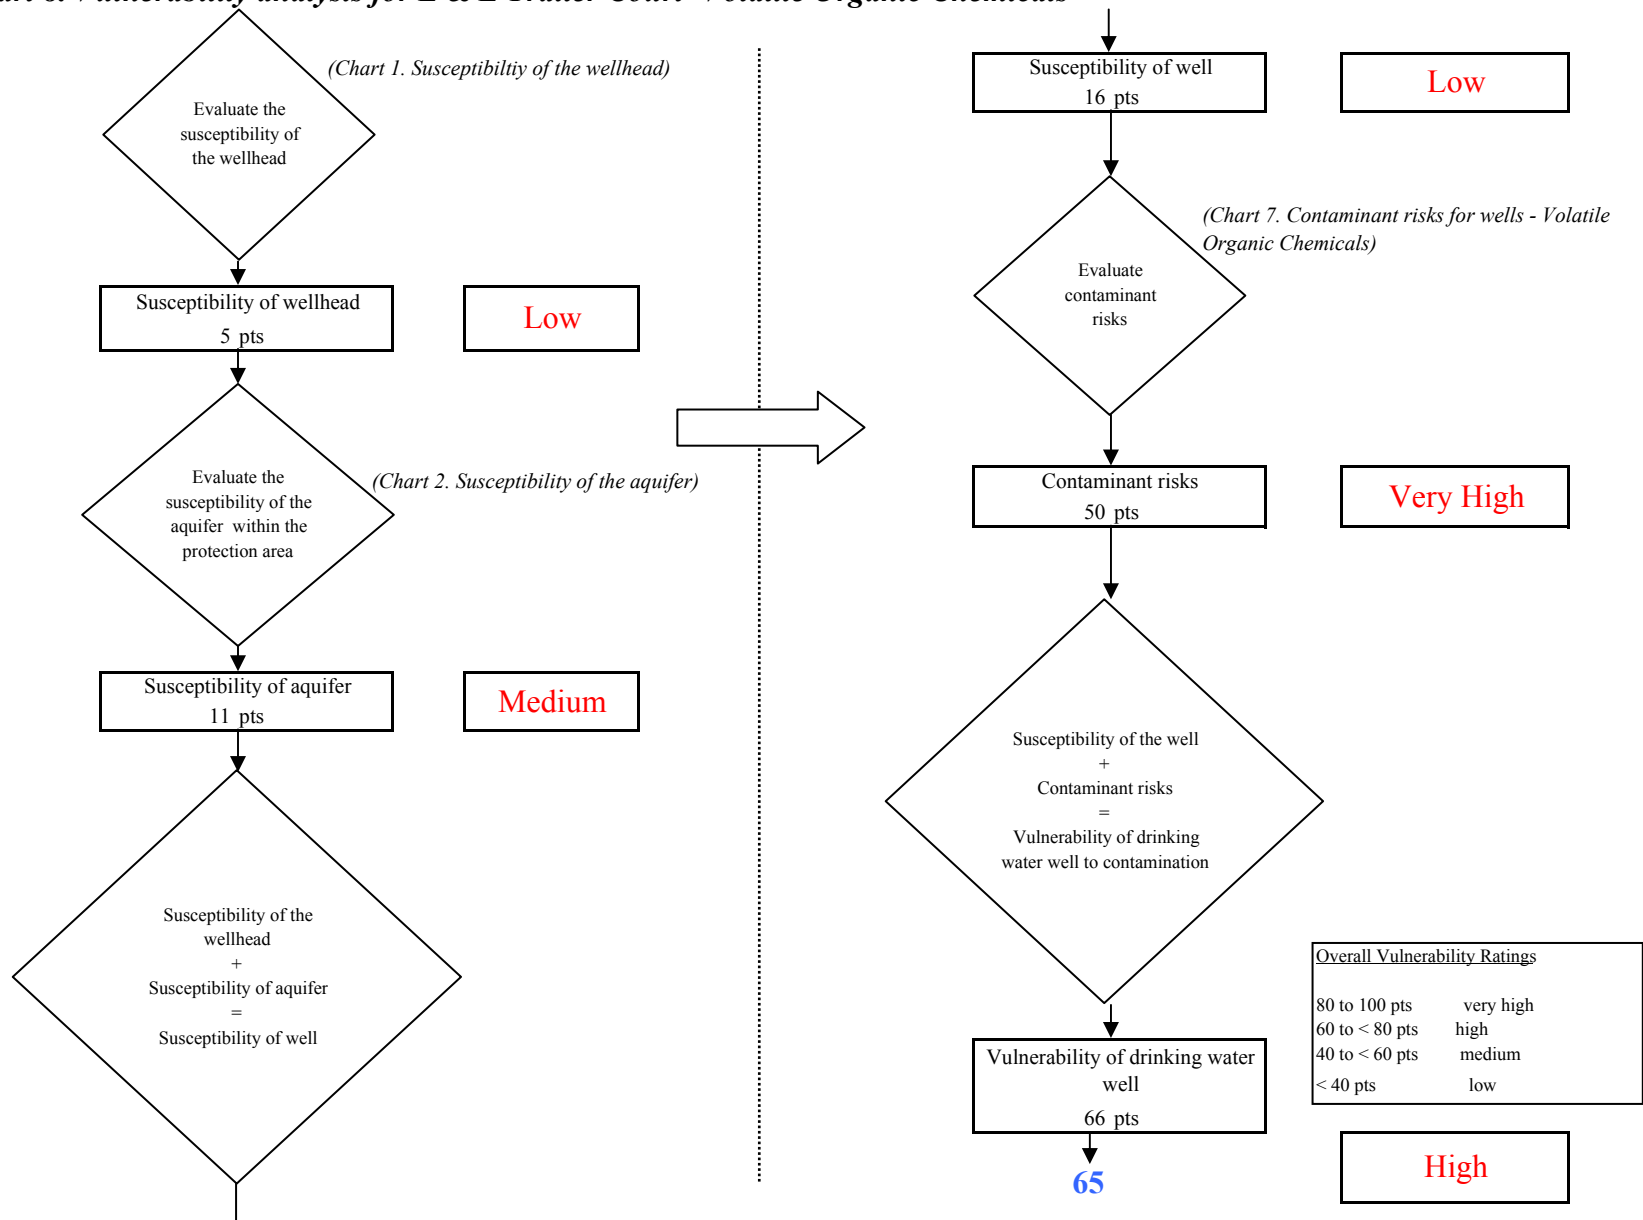 Vulnerability analysis for
Court
Organic Chemicals
(Chart 1. Susceptibiltiy of the wellhead)
Evaluate the
susceptibility of
the wellhead
Susceptibility of wellhead
5 pts
Low
(Chart 2. Susceptibility of the aquifer)
Evaluate the
susceptibility of the
aquifer within the
protection area
Susceptibility of aquifer
11 pts
Medium
Susceptibility of the
wellhead
+
Susceptibility of aquifer
=
Susceptibility of well
Susceptibility of well
16 pts
Low
(Chart 7. Contaminant risks for wells - Volatile
Organic Chemicals)
Evaluate
contaminant
risks
Contaminant risks
50 pts
Very High
Susceptibility of the well
+
Contaminant risks
=
Vulnerability of drinking
water well to contamination
Overall Vulnerability Ratings
80 to 100 pts very high
60 to < 80 pts high
40 to < 60 pts medium
< 40 pts low
Vulnerability of drinking water
well
66 pts
65
High